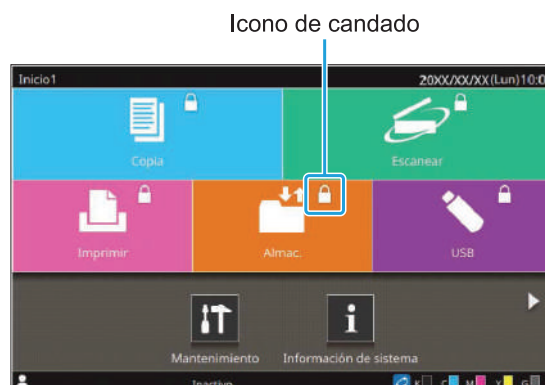 Icono de candado
Inicio1 20XX/XX/XX(Lun)10:0
Copia Escanear
Imprimir Almac. USB
Mantenimiento Información de sistema
Inactivo K C M Y G